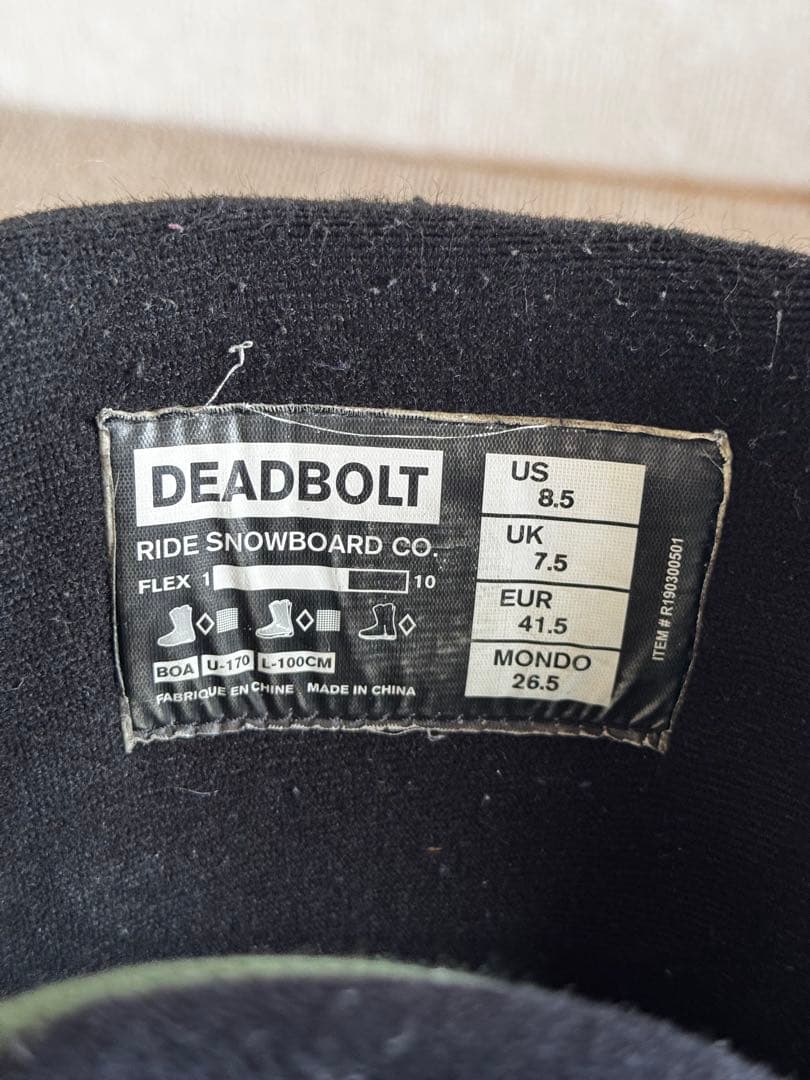 DEADBOLT
RIDE SNOWBOARD CO.
FLEX 1 10
BOA U-170 L-100CM
FABRIQUE EN CHINE MADE IN CHINA
US
8.5
UK
7.5
EUR
41.5
MONDO
26.5
ITEM # R190300501